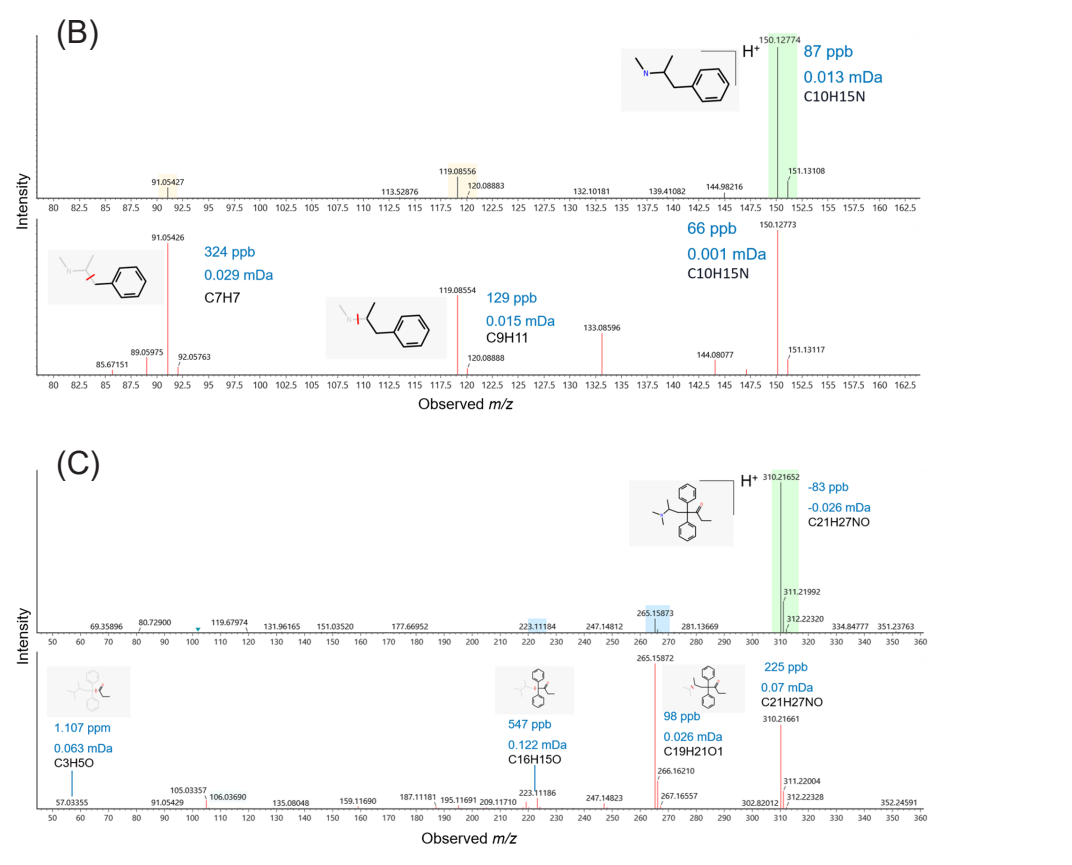 (B)
150.12774
H+
87 ppb
0.013 mDa
C10H15N
N
91.05427
113.52876
119.08556
120.08883
132.10181
139.41082
144.98216
151.13108
Intensity
80 82.5 85 87.5 90 92.5 95 97.5 100 102.5 105 107.5 110 112.5 115 117.5 120 122.5 125 127.5 130 132.5 135 137.5 140 142.5 145 147.5 150 152.5 155 157.5 160 162.5
91.05426
324 ppb
0.029 mDa
C7H7
N
119.08554
129 ppb
0.015 mDa
C9H11
N
66 ppb
0.001 mDa
C10H15N
150.12773
85.67151
89.05975
92.05763
120.08888
133.08596
144.08077
151.13117
80 82.5 85 87.5 90 92.5 95 97.5 100 102.5 105 107.5 110 112.5 115 117.5 120 122.5 125 127.5 130 132.5 135 137.5 140 142.5 145 147.5 150 152.5 155 157.5 160 162.5
Observed m/z
(C)
H+
310.21652
-83 ppb
-0.026 mDa
C21H27NO
69.35896
80.72900
119.67974
131.96165
151.03520
177.66952
223.11184
247.14812
265.15873
281.13669
311.21992
312.22320
334.84777
351.23763
Intensity
50 60 70 80 90 100 110 120 130 140 150 160 170 180 190 200 210 220 230 240 250 260 270 280 290 300 310 320 330 340 350 360
1.107 ppm
0.063 mDa
C3H5O
57.03355
547 ppb
0.122 mDa
C16H15O
265.15872
98 ppb
0.026 mDa
C19H21O1
225 ppb
0.07 mDa
C21H27NO
310.21661
91.05429
105.03357
106.03690
135.08048
159.11690
187.11181
195.11691
209.11710
223.11186
247.14823
266.16210
267.16557
302.82012
311.22004
312.22328
352.24591
50 60 70 80 90 100 110 120 130 140 150 160 170 180 190 200 210 220 230 240 250 260 270 280 290 300 310 320 330 340 350 360
Observed m/z